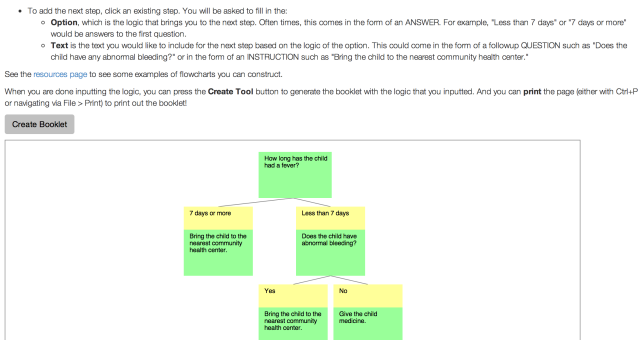 To add the next step, click an existing step. You will be asked to fill in the:
Option, which is the logic that brings you to the next step. Often times, this comes in the form of an ANSWER. For example, "Less than 7 days" or "7 days or more"
would be answers to the first question.
Text is the text you would like to include for the next step based on the logic of the option. This could come in the form of a followup QUESTION such as "Does the
child have any abnormal bleeding?" or in the form of an INSTRUCTION such as "Bring the child to the nearest community health center."
See the resources page to see some examples of flowcharts you can construct.
When you are done inputting the logic, you can press the Create Tool button to generate the booklet with the logic that you inputted. And you can print the page (either with Ctrl+P
or navigating via File > Print) to print out the booklet!
Create Booklet
How long has the child
had a fever?
7 days or more
Less than 7 days
Bring the child to the
nearest community
health center.
Does the child have
abnormal bleeding?
Yes
No
Bring the child to the
nearest community
health center.
Give the child
medicine.